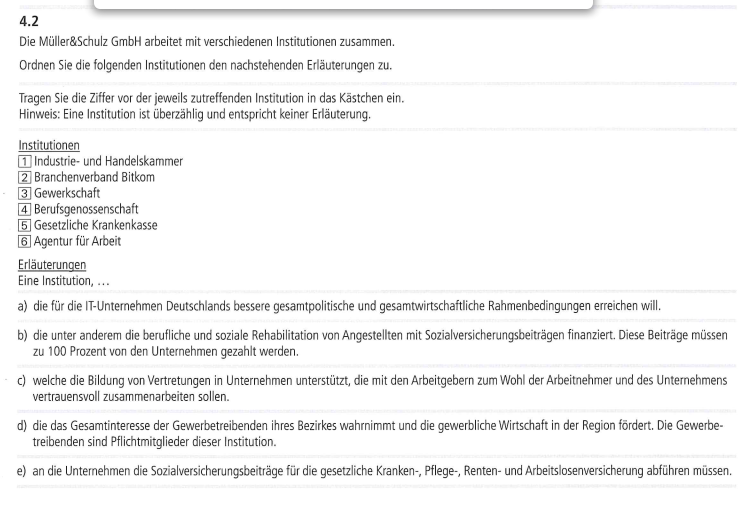 4.2
Die Müller&Schulz GmbH arbeitet mit verschiedenen Institutionen zusammen.
Ordnen Sie die folgenden Institutionen den nachstehenden Erläuterungen zu.
Tragen Sie die Ziffer vor der jeweils zutreffenden Institution in das Kästchen ein.
Hinweis: Eine Institution ist überzählig und entspricht keiner Erläuterung.
Institutionen
1 Industrie- und Handelskammer
2 Branchenverband Bitkom
3 Gewerkschaft
4 Berufsgenossenschaft
5 Gesetzliche Krankenkasse
6 Agentur für Arbeit
Erläuterungen
Eine Institution, ...
a) die für die IT-Unternehmen Deutschlands bessere gesamtpolitische und gesamtwirtschaftliche Rahmenbedingungen erreichen will.
b) die unter anderem die berufliche und soziale Rehabilitation von Angestellten mit Sozialversicherungsbeiträgen finanziert. Diese Beiträge müssen
zu 100 Prozent von den Unternehmen gezahlt werden.
c) welche die Bildung von Vertretungen in Unternehmen unterstützt, die mit den Arbeitgebern zum Wohl der Arbeitnehmer und des Unternehmens
vertrauensvoll zusammenarbeiten sollen.
d) die das Gesamtinteresse der Gewerbetreibenden ihres Bezirkes wahrnimmt und die gewerbliche Wirtschaft in der Region fördert. Die Gewerbe-
treibenden sind Pflichtmitglieder dieser Institution.
e) an die Unternehmen die Sozialversicherungsbeiträge für die gesetzliche Kranken-, Pflege-, Renten- und Arbeitslosenversicherung abführen müssen.